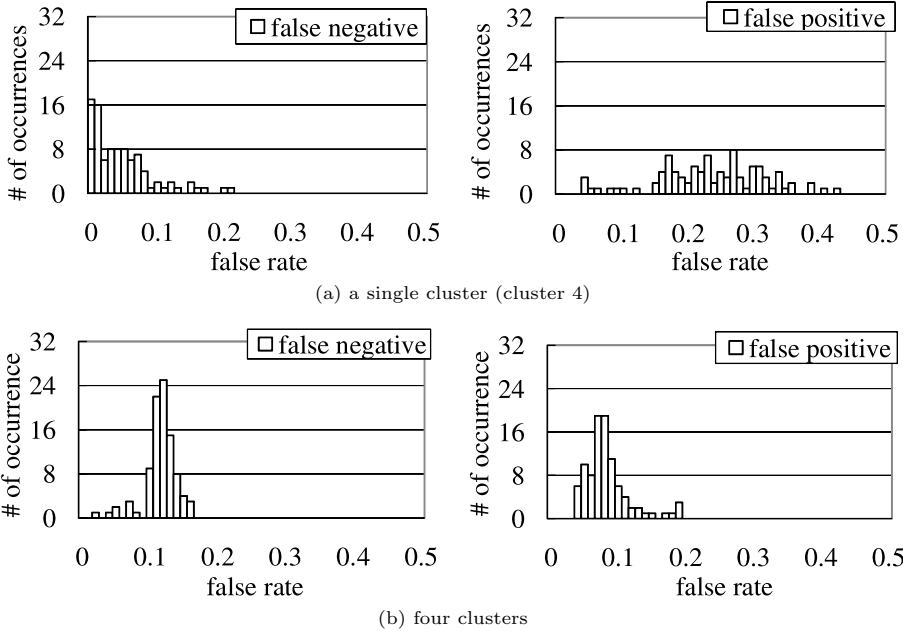 32
24
16
8
0
# of occurrences
false negative
0 0.1 0.2 0.3 0.4 0.5
false rate
32
24
16
8
0
# of occurrences
false positive
0 0.1 0.2 0.3 0.4 0.5
false rate
(a) a single cluster (cluster 4)
32
24
16
8
0
# of occurrence
false negative
0 0.1 0.2 0.3 0.4 0.5
false rate
32
24
16
8
0
# of occurrence
false positive
0 0.1 0.2 0.3 0.4 0.5
false rate
(b) four clusters